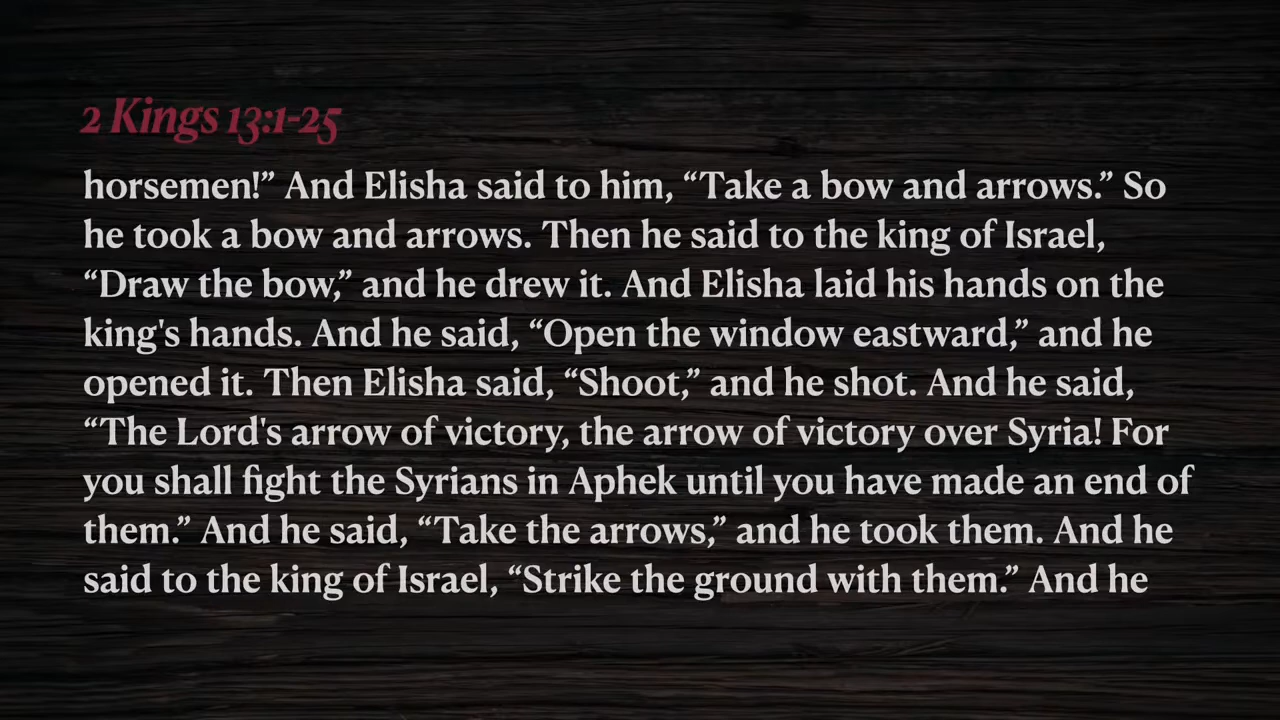 2 Kings 13:1-25
horsemen!” And Elisha said to him, “Take a bow and arrows.” So
he took a bow and arrows. Then he said to the king of Israel,
“Draw the bow,” and he drew it. And Elisha laid his hands on the
king's hands. And he said, “Open the window eastward,” and he
opened it. Then Elisha said, “Shoot,” and he shot. And he said,
“The Lord's arrow of victory, the arrow of victory over Syria! For
you shall fight the Syrians in Aphek until you have made an end of
them.” And he said, “Take the arrows,” and he took them. And he
said to the king of Israel, “Strike the ground with them.” And he